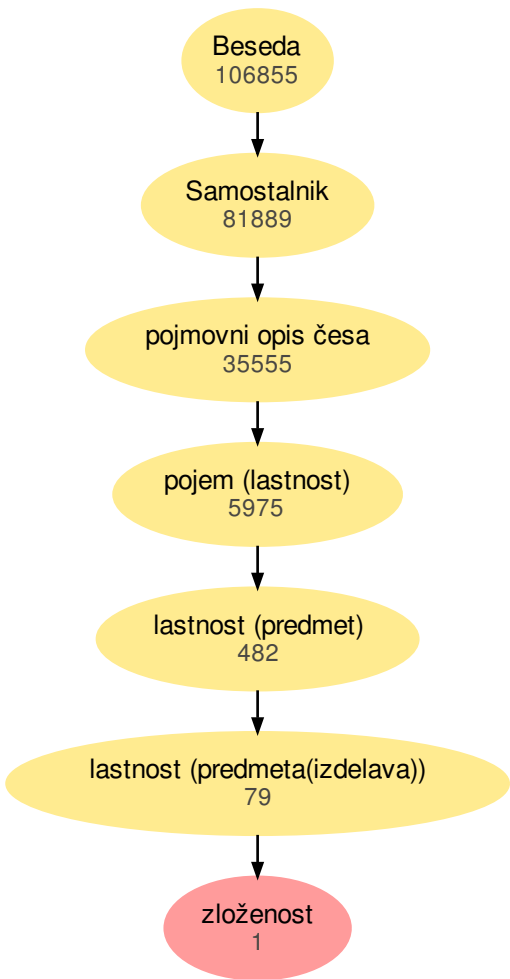 Beseda
106855
Samostalnik
81889
pojmovni opis česa
35555
pojem (lastnost)
5975
lastnost (predmet)
482
lastnost (predmeta(izdelava))
79
zloženost
1